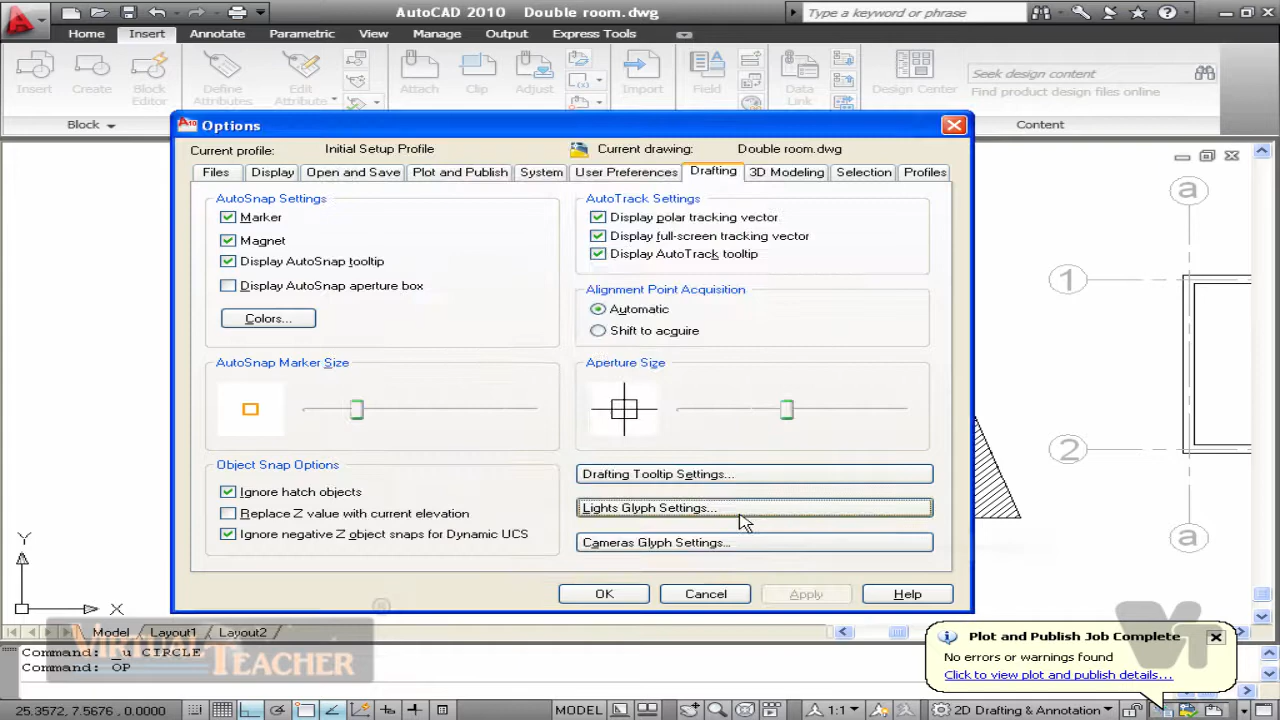 AutoCAD 2010 Double room.dwg
Type a keyword or phrase
Home Insert Annotate Parametric View Manage Output Express Tools
Insert Create Block Editor Define Attributes Edit Attributes Attach Clip Adjust Import Field Data Link Design Center
Seek design content
Find product design files online
Block Content
Options
Current profile: Initial Setup Profile Current drawing: Double room.dwg
Files Display Open and Save Plot and Publish System User Preferences Drafting 3D Modeling Selection Profiles
AutoSnap Settings
Marker
Magnet
Display AutoSnap tooltip
Display AutoSnap aperture box
Colors...
AutoTrack Settings
Display polar tracking vector
Display full-screen tracking vector
Display AutoTrack tooltip
Alignment Point Acquisition
Automatic
Shift to acquire
AutoSnap Marker Size
Aperture Size
Object Snap Options
Ignore hatch objects
Replace Z value with current elevation
Ignore negative Z object snaps for Dynamic UCS
Drafting Tooltip Settings...
Lights Glyph Settings...
Cameras Glyph Settings...
OK Cancel Apply Help
a
1
2
a
Y
X
Model Layout1 Layout2
Command: _u CIRCLE
Command: OP
VIRTUAL TEACHER
VT
Plot and Publish Job Complete
No errors or warnings found
Click to view plot and publish details...
25.3572, 7.5676, 0.0000 MODEL 1:1 2D Drafting & Annotation